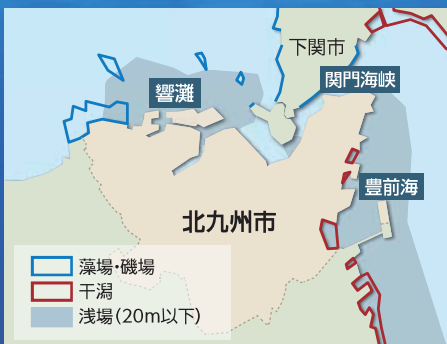 下関市
関門海峡
響灘
豊前海
北九州市
藻場・磯場
干潟
浅場(20m以下)